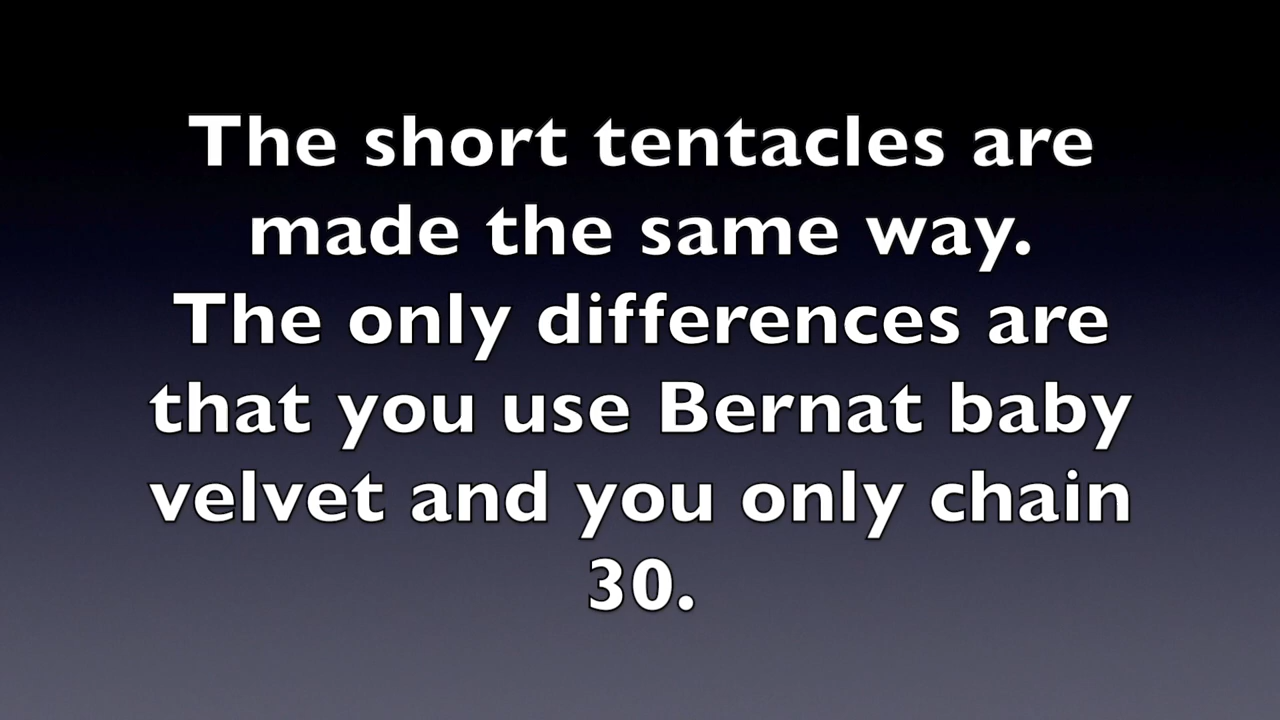 The short tentacles are
made the same way.
The only differences are
that you use Bernat baby
velvet and you only chain
30.